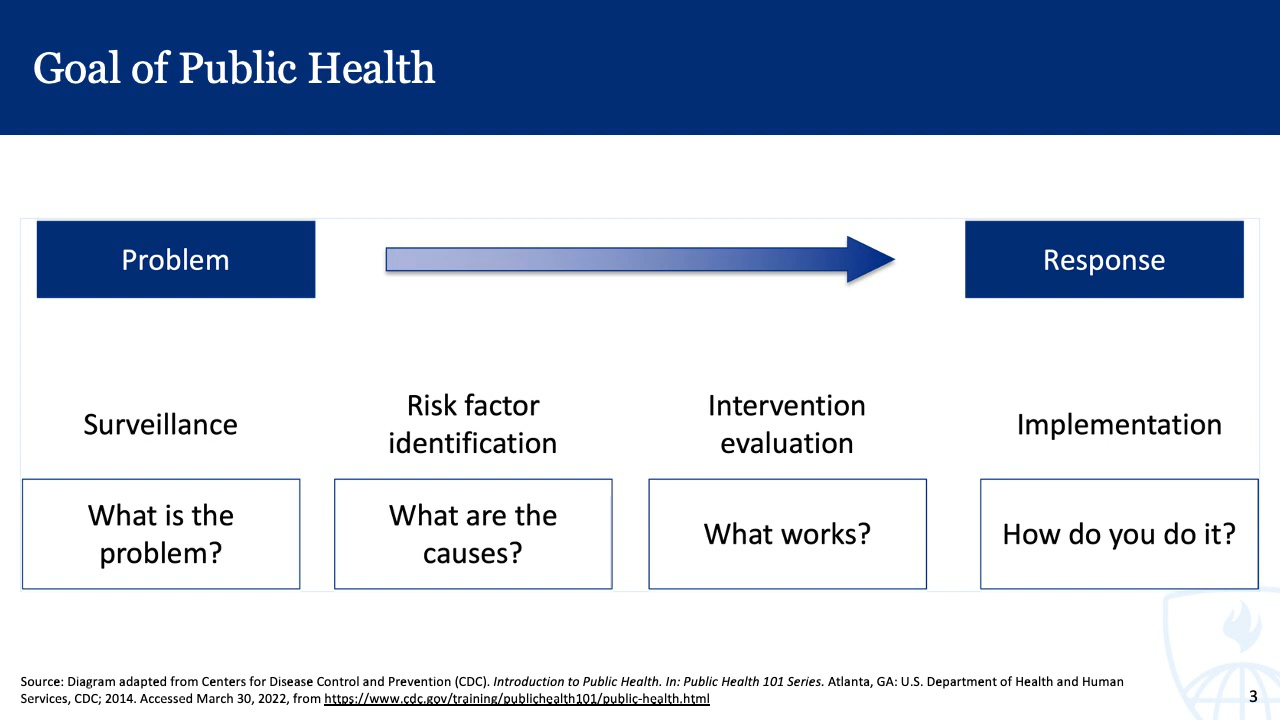 Goal of Public Health
Problem
Response
Surveillance
Risk factor
identification
Intervention
evaluation
Implementation
What is the
problem?
What are the
causes?
What works?
How do you do it?
Source: Diagram adapted from Centers for Disease Control and Prevention (CDC). Introduction to Public Health. In: Public Health 101 Series. Atlanta, GA: U.S. Department of Health and Human
Services, CDC; 2014. Accessed March 30, 2022, from https://www.cdc.gov/training/publichealth101/public-health.html
3